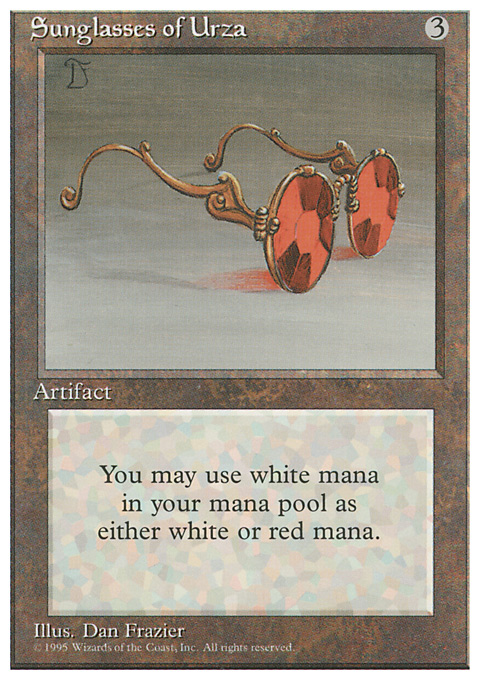 Sunglasses of Urza 3
DF
Artifact
You may use white mana
in your mana pool as
either white or red mana.
Illus. Dan Frazier
© 1995 Wizards of the Coast, Inc. All rights reserved.